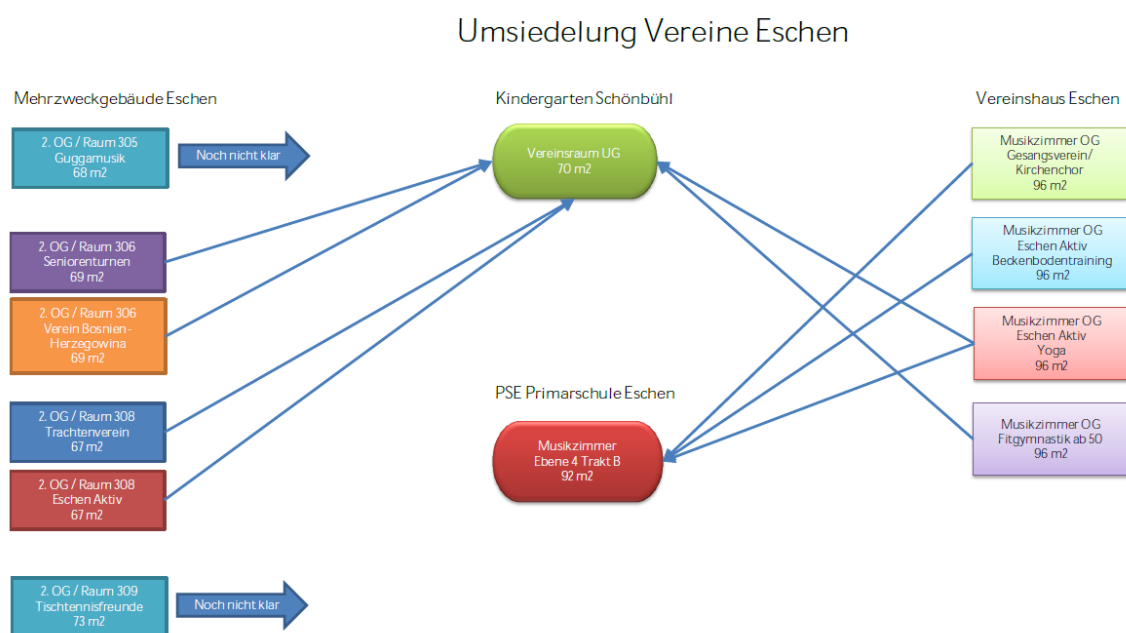 Umsiedelung Vereine Eschen
Mehrzweckgebäude Eschen
2. OG / Raum 305
Guggamusik
68 m2
Noch nicht klar
2. OG / Raum 306
Seniorenturnen
69 m2
2. OG / Raum 306
Verein Bosnien-
Herzegowina
69 m2
2. OG / Raum 308
Trachtenverein
67 m2
2. OG / Raum 308
Eschen Aktiv
67 m2
2. OG / Raum 309
Tischtennisfreunde
73 m2
Noch nicht klar
Kindergarten Schönbühl
Vereinsraum UG
70 m2
PSE Primarschule Eschen
Musikzimmer
Ebene 4 Trakt B
92 m2
Vereinshaus Eschen
Musikzimmer OG
Gesangsverein/
Kirchenchor
96 m2
Musikzimmer OG
Eschen Aktiv
Beckenbodentraining
96 m2
Musikzimmer OG
Eschen Aktiv
Yoga
96 m2
Musikzimmer OG
Fitgymnastik ab 50
96 m2